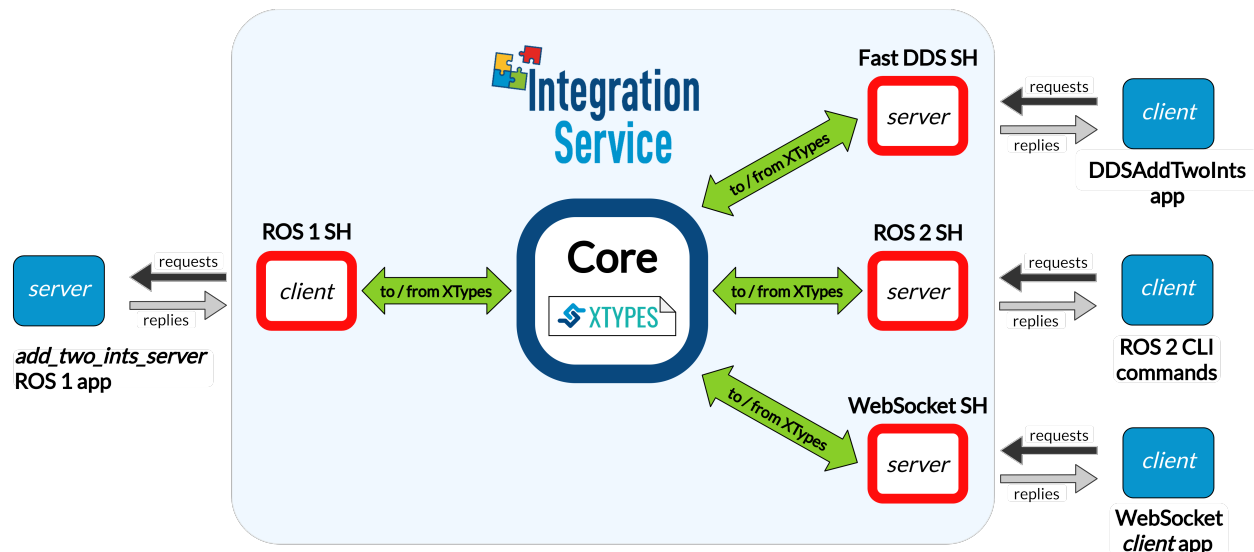 Integration
Service
Fast DDS SH
server
requests
replies
client
DDSAddTwoInts
app
to / from XTypes
ROS 1 SH
client
requests
replies
server
add_two_ints_server
ROS 1 app
to / from XTypes
Core
XTYPES
to / from XTypes
ROS 2 SH
server
requests
replies
client
ROS 2 CLI
commands
to / from XTypes
WebSocket SH
server
requests
replies
client
WebSocket
client app